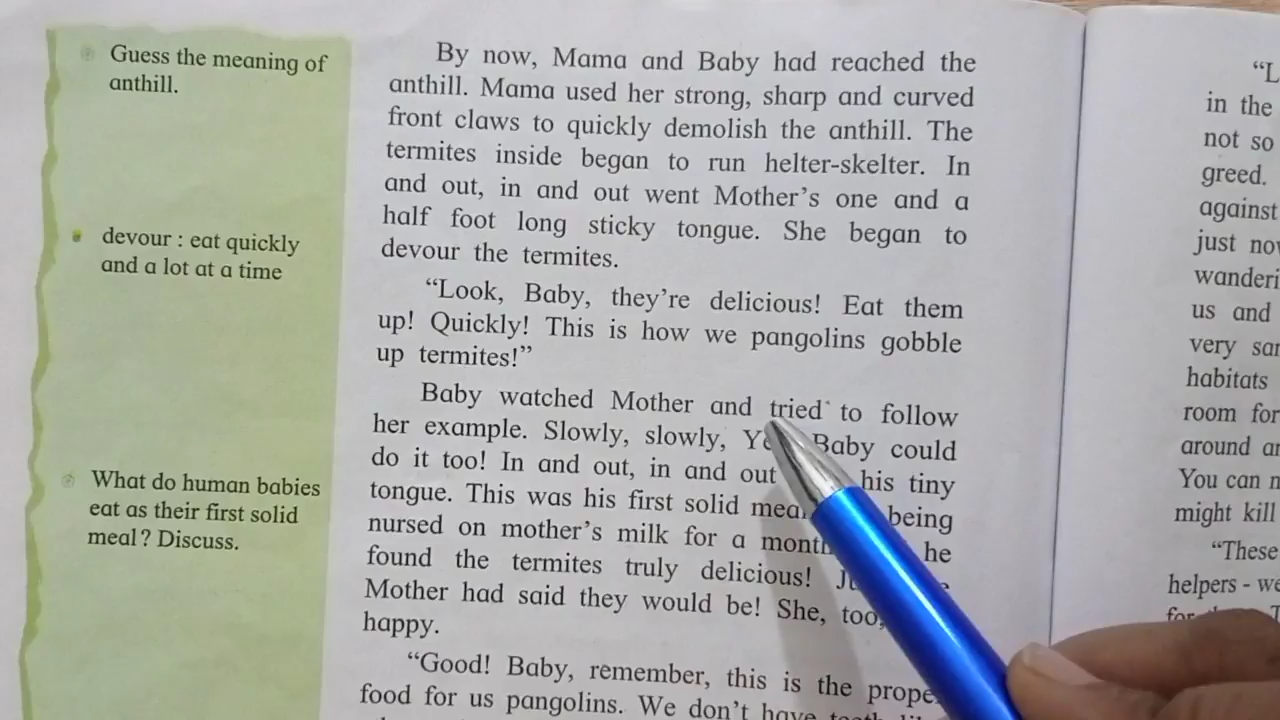 Guess the meaning of
anthill.
devour : eat quickly
and a lot at a time
What do human babies
eat as their first solid
meal? Discuss.
By now, Mama and Baby had reached the
anthill. Mama used her strong, sharp and curved
front claws to quickly demolish the anthill. The
termites inside began to run helter-skelter. In
and out, in and out went Mother's one and a
half foot long sticky tongue. She began to
devour the termites.
"Look, Baby, they're delicious! Eat them
up! Quickly! This is how we pangolins gobble
up termites!"
Baby watched Mother and tried to follow
her example. Slowly, slowly, Baby could
do it too! In and out, in and out his tiny
tongue. This was his first solid being
nursed on mother's milk for a he
found the termites truly delicious!
Mother had said they would be! She, too,
happy.
"Good! Baby, remember, this is the
food for us pangolins. We don't have
"L
in the
not so
greed.
against
just
us and
very
habitats
room for
around
You can
might kill
"These
helpers -